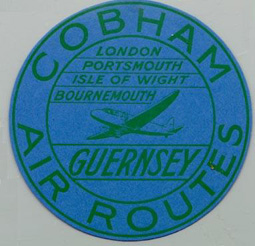 COBHAM
LONDON
PORTSMOUTH
ISLE OF WIGHT
BOURNEMOUTH
GUERNSEY
AIR ROUTES